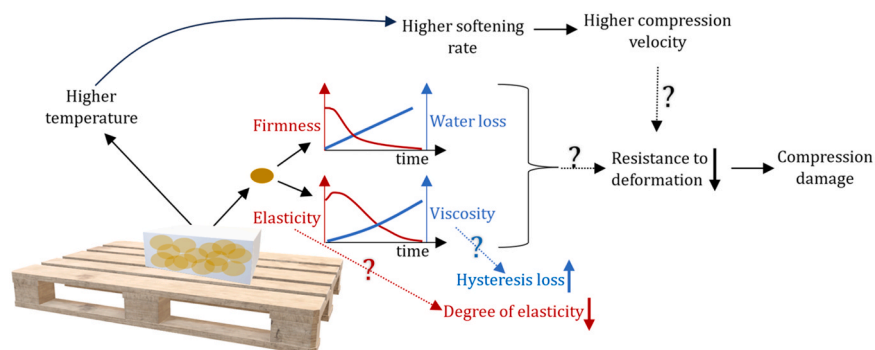 Higher softening
rate
Higher compression
velocity
?
Higher
temperature
Firmness
Water loss
time
?
Resistance to
deformation
Compression
damage
Elasticity
Viscosity
time
?
?
Hysteresis loss
Degree of elasticity